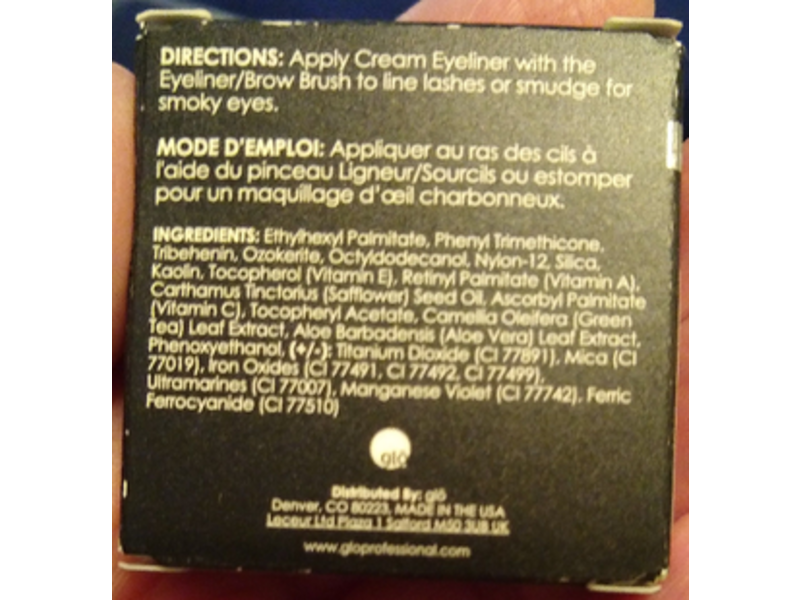 DIRECTIONS: Apply Cream Eyeliner with the
Eyeliner/Brow Brush to line lashes or smudge for
smoky eyes.
MODE D'EMPLOI: Appliquer au ras des cils à
l'aide du pinceau Ligneur/Sourcils ou estomper
pour un maquillage d'œil charbonneux.
INGREDIENTS: Ethylhexyl Palmitate, Phenyl Trimethicone,
Tribehenin, Ozokerite, Octyldodecanol, Nylon-12, Silica,
Kaolin, Tocopherol (Vitamin E), Retinyl Palmitate (Vitamin A),
Carthamus Tinctorius (Safflower) Seed Oil, Ascorbyl Palmitate
(Vitamin C), Tocopheryl Acetate, Camellia Oleifera (Green
Tea) Leaf Extract, Aloe Barbadensis (Aloe Vera) Leaf Extract,
Phenoxyethanol, (+/-): Titanium Dioxide (CI 77891), Mica (CI
77019), Iron Oxides (CI 77491, CI 77492, CI 77499),
Ultramarines (CI 77007), Manganese Violet (CI 77742), Ferric
Ferrocyanide (CI 77510)
glō
Distributed By: glō
Denver, CO 80223, MADE IN THE USA
Leceur Ltd Plaza 1 Salford M50 3UB UK
www.gloprofessional.com